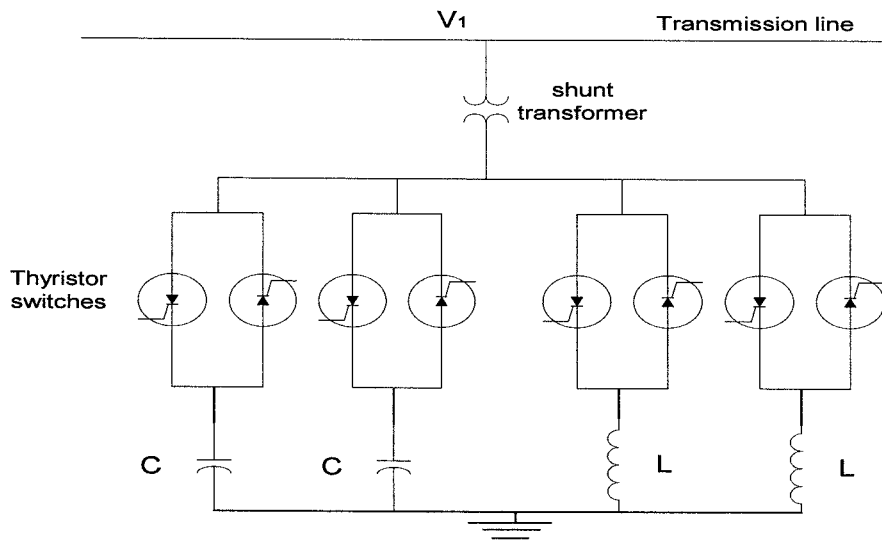 V1
Transmission line
shunt
transformer
Thyristor
switches
C
C
L
L